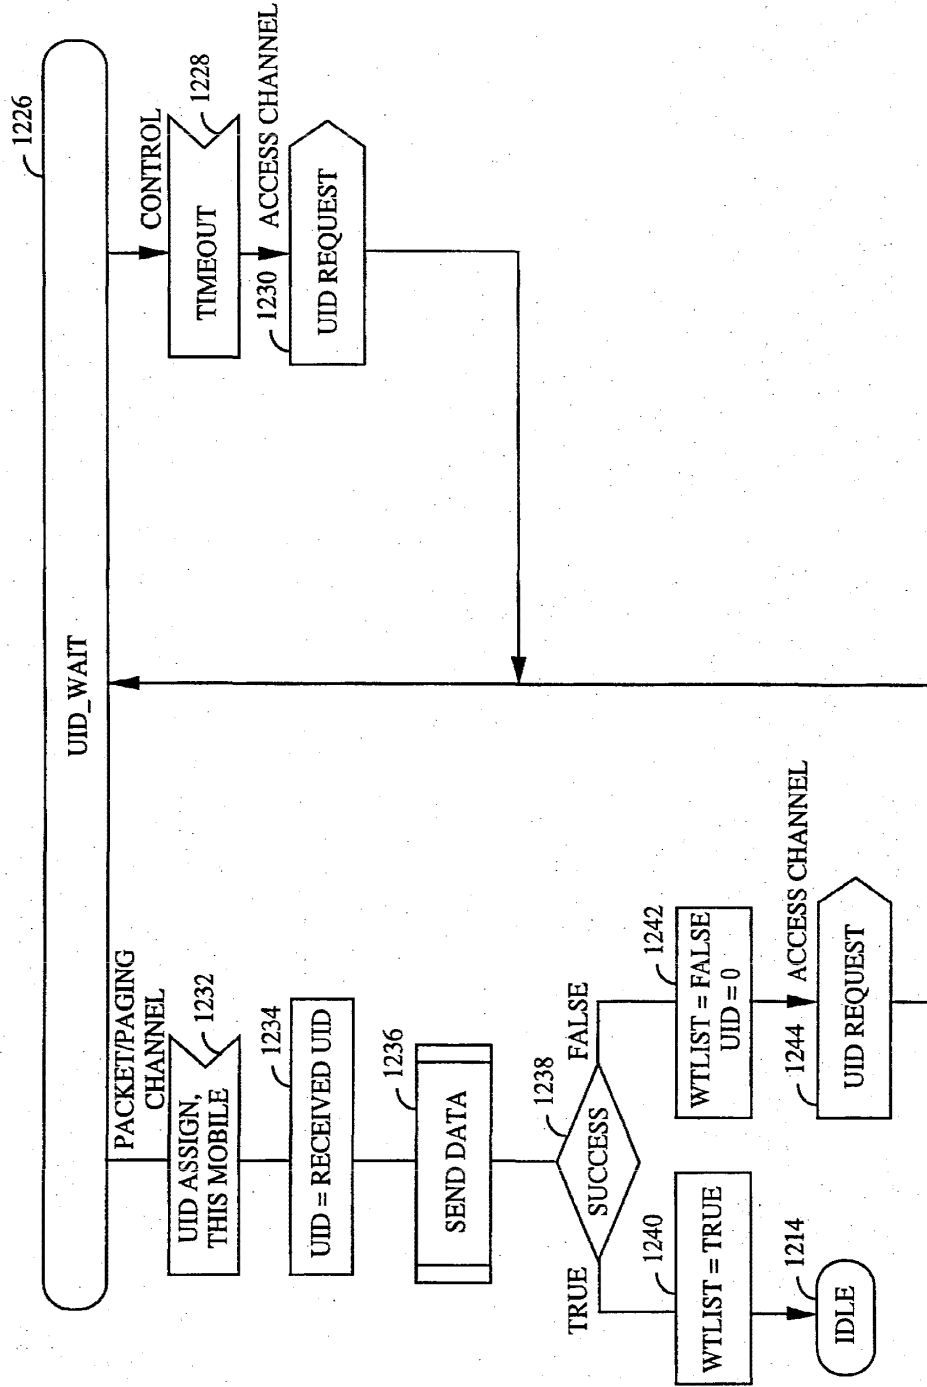 1226
UID_WAIT
PACKET/PAGING
CHANNEL
1232
UID ASSIGN,
THIS MOBILE
1234
UID = RECEIVED UID
1236
SEND DATA
1238
SUCCESS
TRUE
FALSE
1240
WTLIST = TRUE
1242
WTLIST = FALSE
UID = 0
1214
IDLE
ACCESS CHANNEL
1244
UID REQUEST
CONTROL
1228
TIMEOUT
ACCESS CHANNEL
1230
UID REQUEST